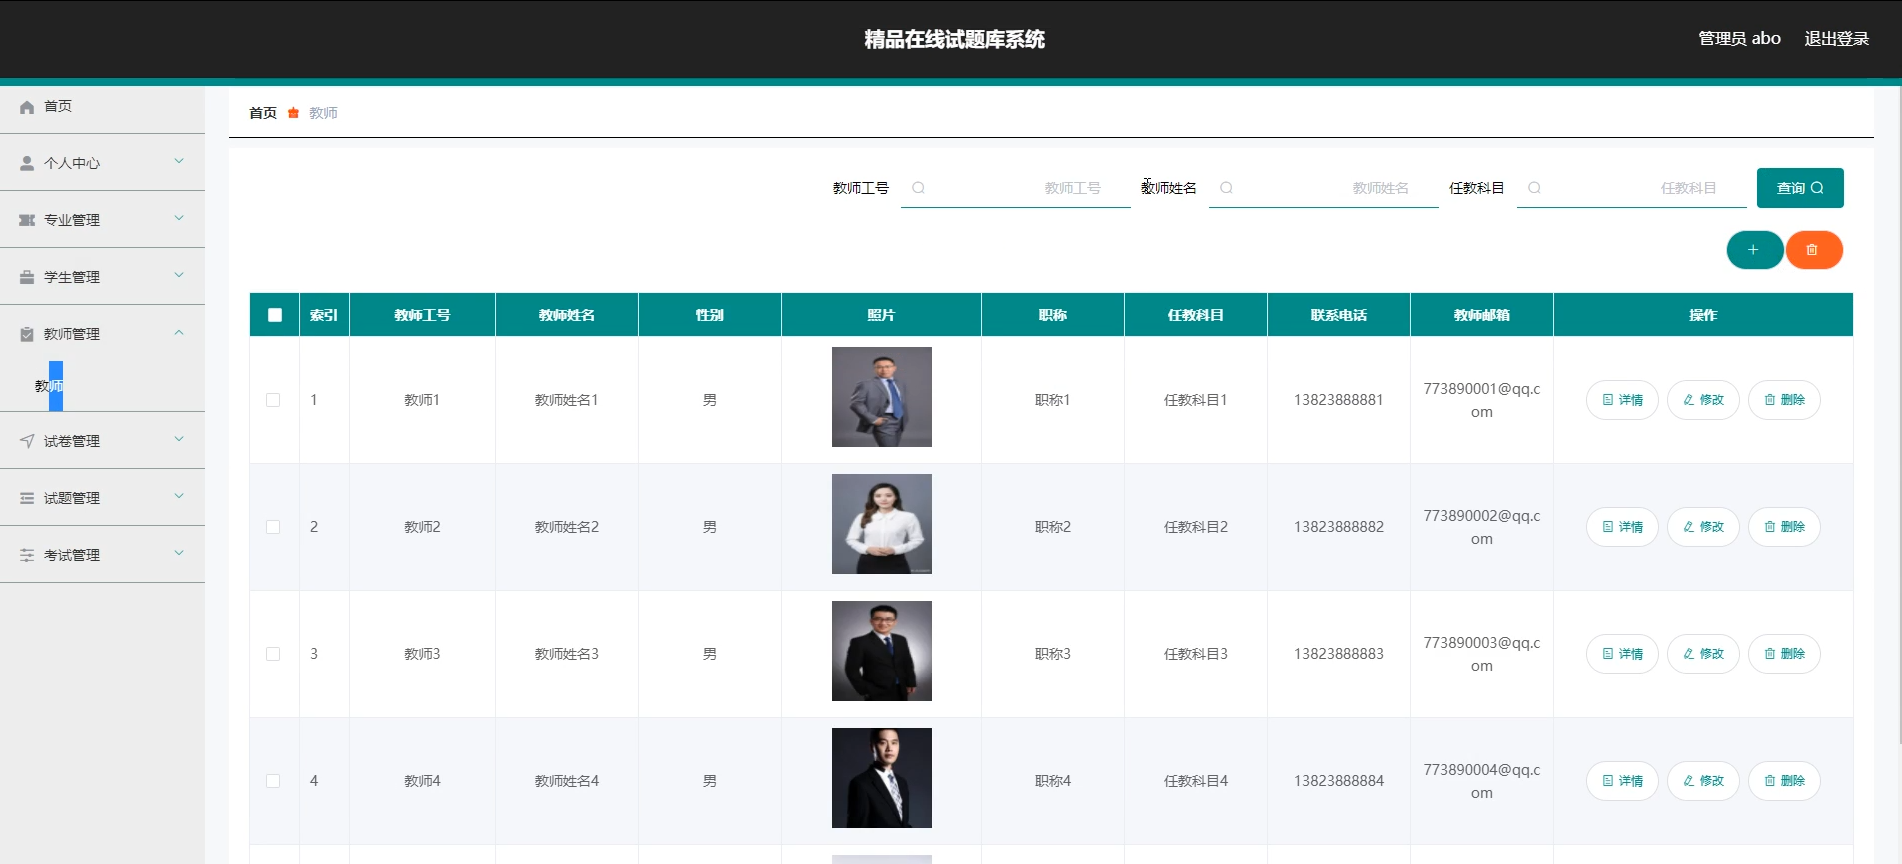 精品在线试题库系统
管理员 abo 退出登录
首页
个人中心
专业管理
学生管理
教师管理
教师
试卷管理
试题管理
考试管理
首页 教师
教师工号 教师工号 教师姓名 教师姓名 任教科目 任教科目 查询
索引 教师工号 教师姓名 性别 照片 职称 任教科目 联系电话 教师邮箱 操作
1 教师1 教师姓名1 男 职称1 任教科目1 13823888881 773890001@qq.c
om
详情 修改 删除
2 教师2 教师姓名2 男 职称2 任教科目2 13823888882 773890002@qq.c
om
详情 修改 删除
3 教师3 教师姓名3 男 职称3 任教科目3 13823888883 773890003@qq.c
om
详情 修改 删除
4 教师4 教师姓名4 男 职称4 任教科目4 13823888884 773890004@qq.c
om
详情 修改 删除